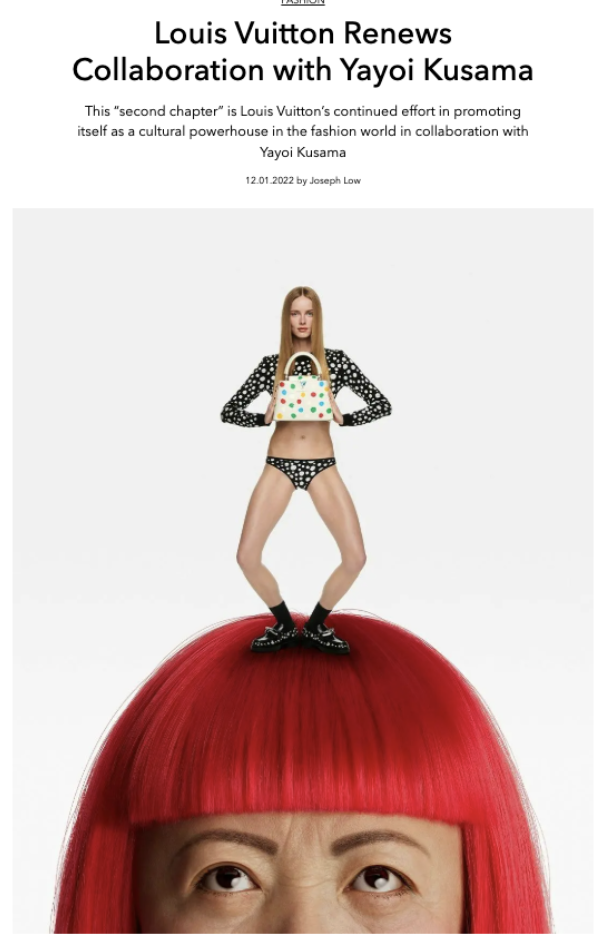 FASHION
Louis Vuitton Renews
Collaboration with Yayoi Kusama
This “second chapter” is Louis Vuitton’s continued effort in promoting
itself as a cultural powerhouse in the fashion world in collaboration with
Yayoi Kusama
12.01.2022 by Joseph Low